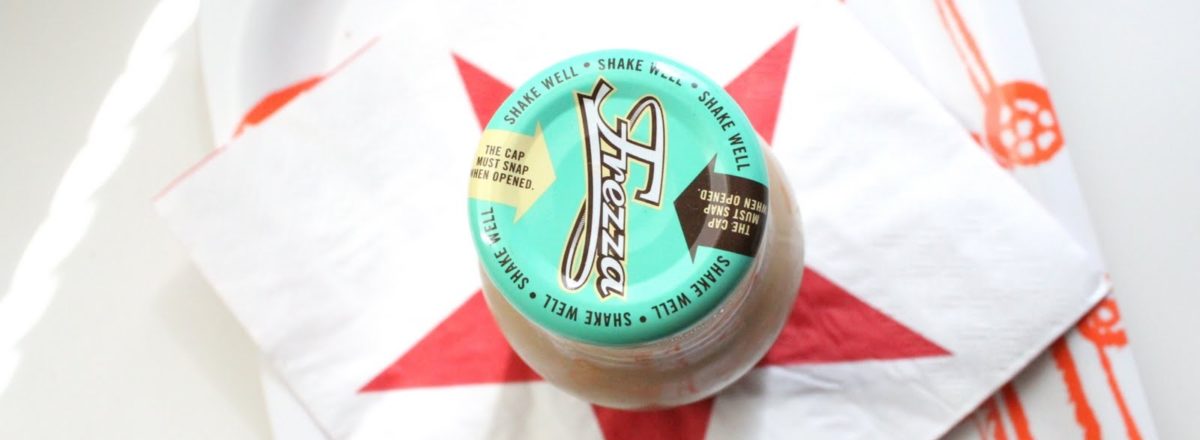 SHAKE WELL • SHAKE WELL • SHAKE WELL
SHAKE WELL • SHAKE WELL • SHAKE WELL
THE CAP
MUST SNAP
WHEN OPENED.
Frezza
THE CAP
MUST SNAP
WHEN OPENED.